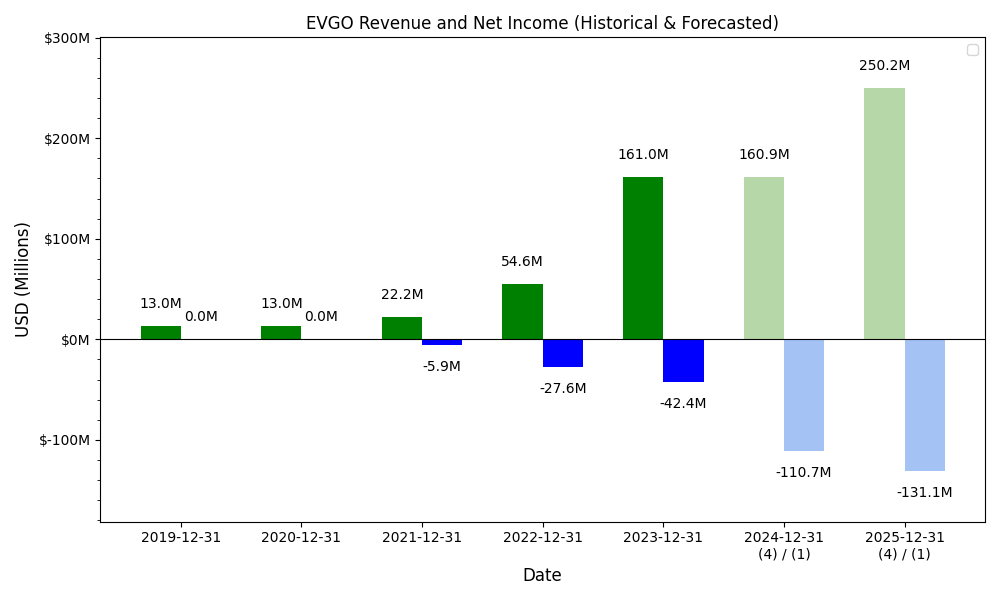 EVGO Revenue and Net Income (Historical & Forecasted)
$300M
$200M
$100M
$0M
$-100M
USD (Millions)
13.0M
0.0M
13.0M
0.0M
22.2M
-5.9M
54.6M
-27.6M
161.0M
-42.4M
160.9M
-110.7M
250.2M
-131.1M
2019-12-31
2020-12-31
2021-12-31
2022-12-31
2023-12-31
2024-12-31
(4) / (1)
2025-12-31
(4) / (1)
Date